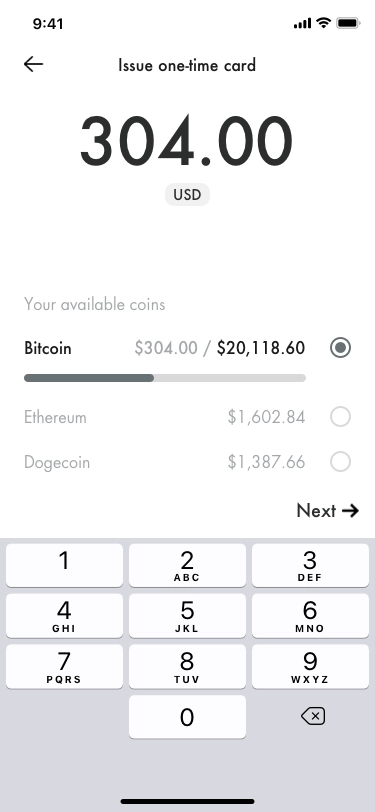 9:41
Issue one-time card
304.00
USD
Your available coins
Bitcoin $304.00 / $20,118.60
Ethereum $1,602.84
Dogecoin $1,387.66
Next →
1 2 3
ABC DEF
4 5 6
GHI JKL MNO
7 8 9
PQRS TUV WXYZ
0